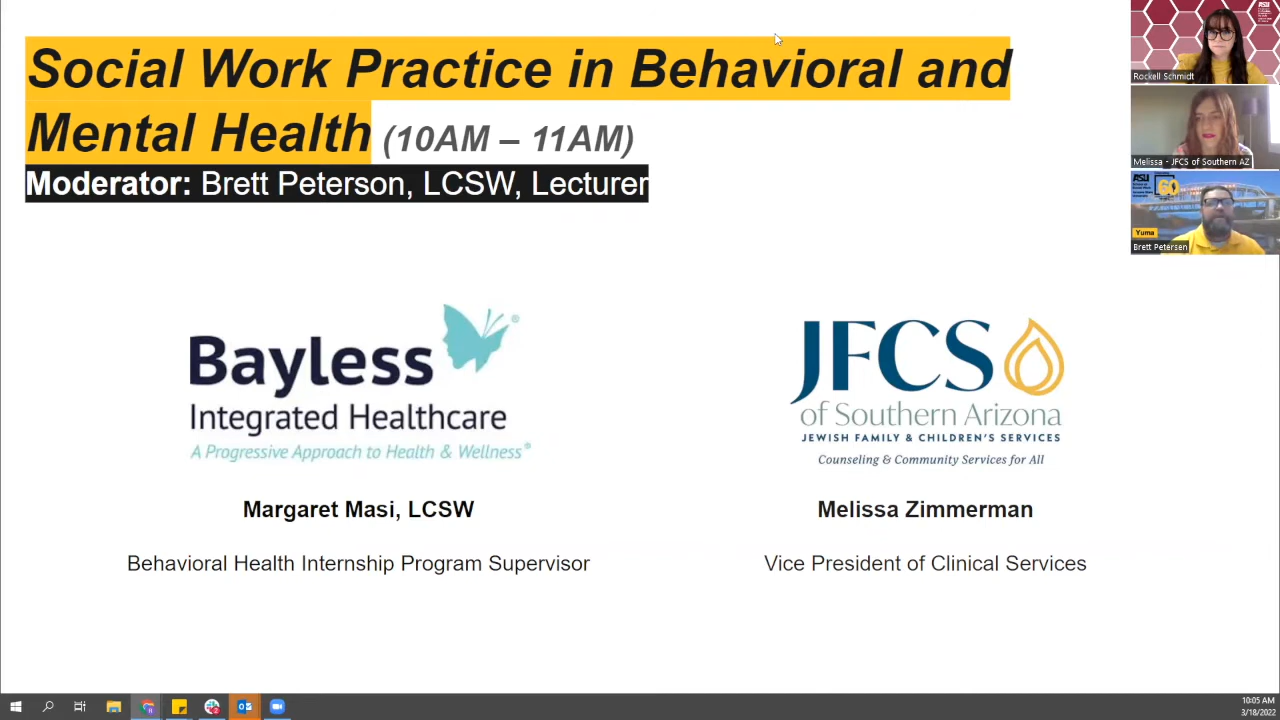 Social Work Practice in Behavioral and
Mental Health (10AM – 11AM)
Moderator: Brett Peterson, LCSW, Lecturer
Bayless®
Integrated Healthcare
A Progressive Approach to Health & Wellness®
Margaret Masi, LCSW
Behavioral Health Internship Program Supervisor
JFCS
of Southern Arizona
JEWISH FAMILY & CHILDREN'S SERVICES
Counseling & Community Services for All
Melissa Zimmerman
Vice President of Clinical Services
ASU
Rockell Schmidt
Melissa - JFCS of Southern AZ
ASU
60
Yuma
Brett Petersen
10:05 AM
3/18/2022